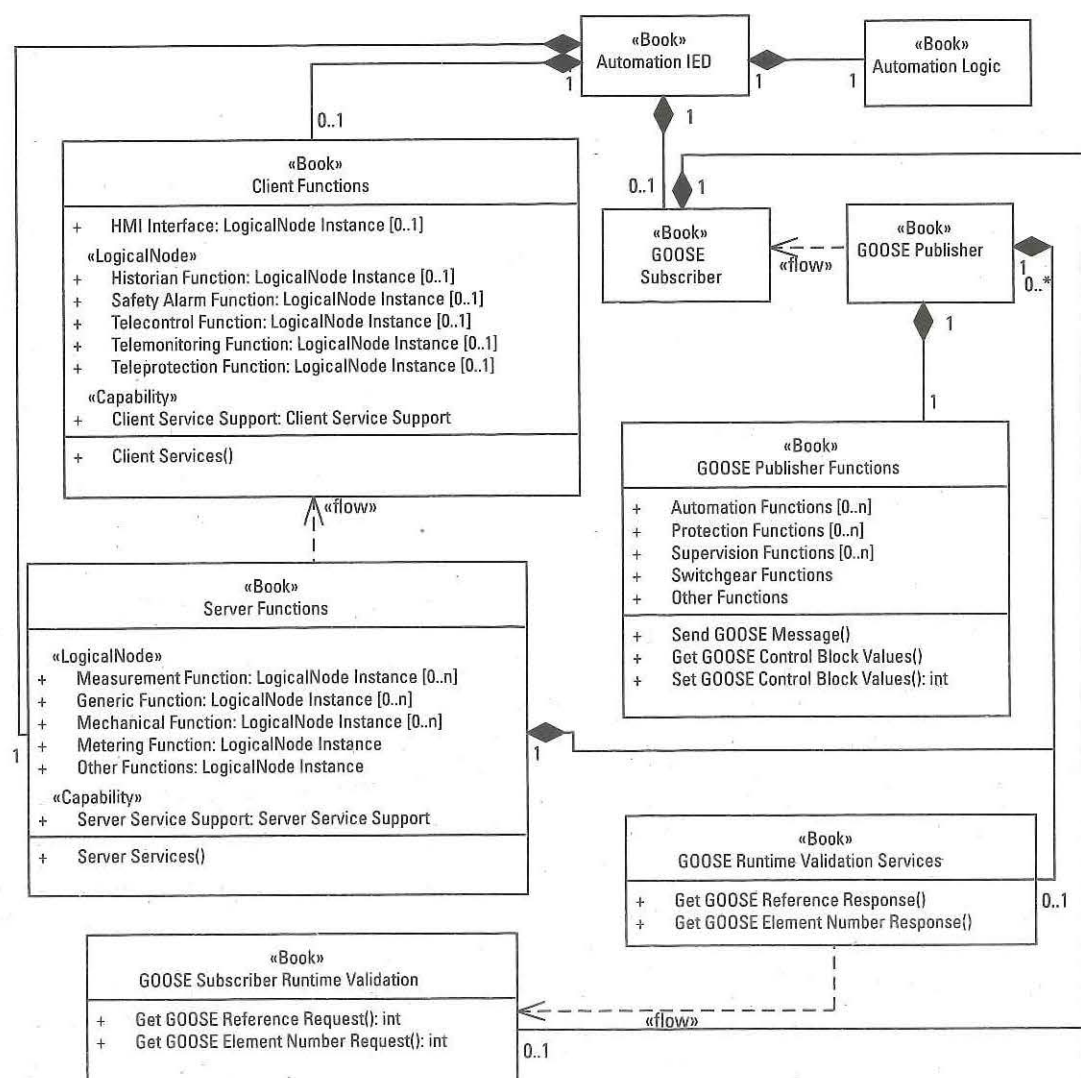 «Book»
Automation IED
«Book»
Automation Logic
1
1
1
1
0..1
0..1
1
«Book»
Client Functions
+ HMI Interface: LogicalNode Instance [0..1]
«LogicalNode»
+ Historian Function: LogicalNode Instance [0..1]
+ Safety Alarm Function: LogicalNode Instance [0..1]
+ Telecontrol Function: LogicalNode Instance [0..1]
+ Telemonitoring Function: LogicalNode Instance [0..1]
+ Teleprotection Function: LogicalNode Instance [0..1]
«Capability»
+ Client Service Support: Client Service Support
+ Client Services()
«Book»
GOOSE
Subscriber
«flow»
«Book»
GOOSE Publisher
1
0..*
1
1
«Book»
GOOSE Publisher Functions
+ Automation Functions [0..n]
+ Protection Functions [0..n]
+ Supervision Functions [0..n]
+ Switchgear Functions
+ Other Functions
+ Send GOOSE Message()
+ Get GOOSE Control Block Values()
+ Set GOOSE Control Block Values(): int
«flow»
«Book»
Server Functions
«LogicalNode»
+ Measurement Function: LogicalNode Instance [0..n]
+ Generic Function: LogicalNode Instance [0..n]
+ Mechanical Function: LogicalNode Instance [0..n]
+ Metering Function: LogicalNode Instance
+ Other Functions: LogicalNode Instance
«Capability»
+ Server Service Support: Server Service Support
+ Server Services()
1
1
«Book»
GOOSE Runtime Validation Services
+ Get GOOSE Reference Response()
+ Get GOOSE Element Number Response()
0..1
«Book»
GOOSE Subscriber Runtime Validation
+ Get GOOSE Reference Request(): int
+ Get GOOSE Element Number Request(): int
«flow»
0..1